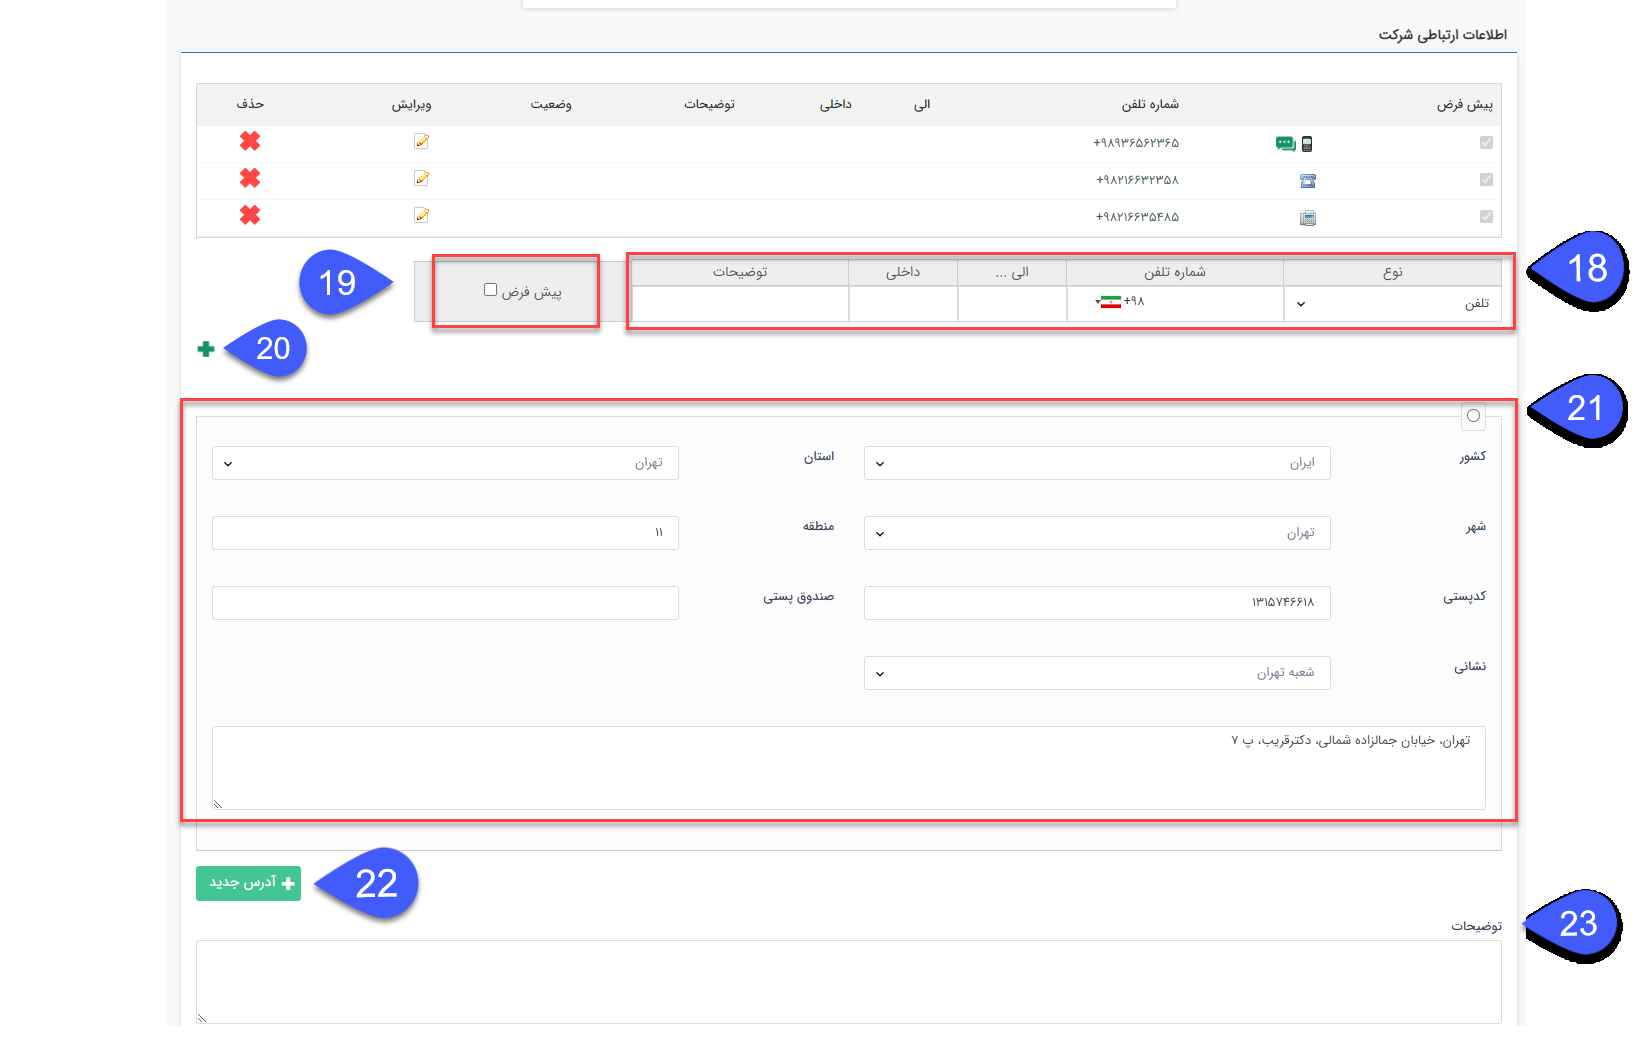 اطلاعات ارتباطی شرکت
پیش فرض شماره تلفن الی داخلی توضیحات وضعیت ویرایش حذف
+۹۸۹۳۶۵۶۲۳۶۵
+۹۸۲۱۶۶۳۲۳۵۸
+۹۸۲۱۶۶۳۵۴۸۵
18
نوع شماره تلفن الی ... داخلی توضیحات
تلفن +۹۸
پیش فرض
19
20
21
کشور ایران استان تهران
شهر تهران منطقه ۱۱
کدپستی ۱۳۱۵۷۴۶۶۱۸ صندوق پستی
نشانی شعبه تهران
تهران، خیابان جمالزاده شمالی، دکترقریب، پ ۷
آدرس جدید
22
توضیحات
23